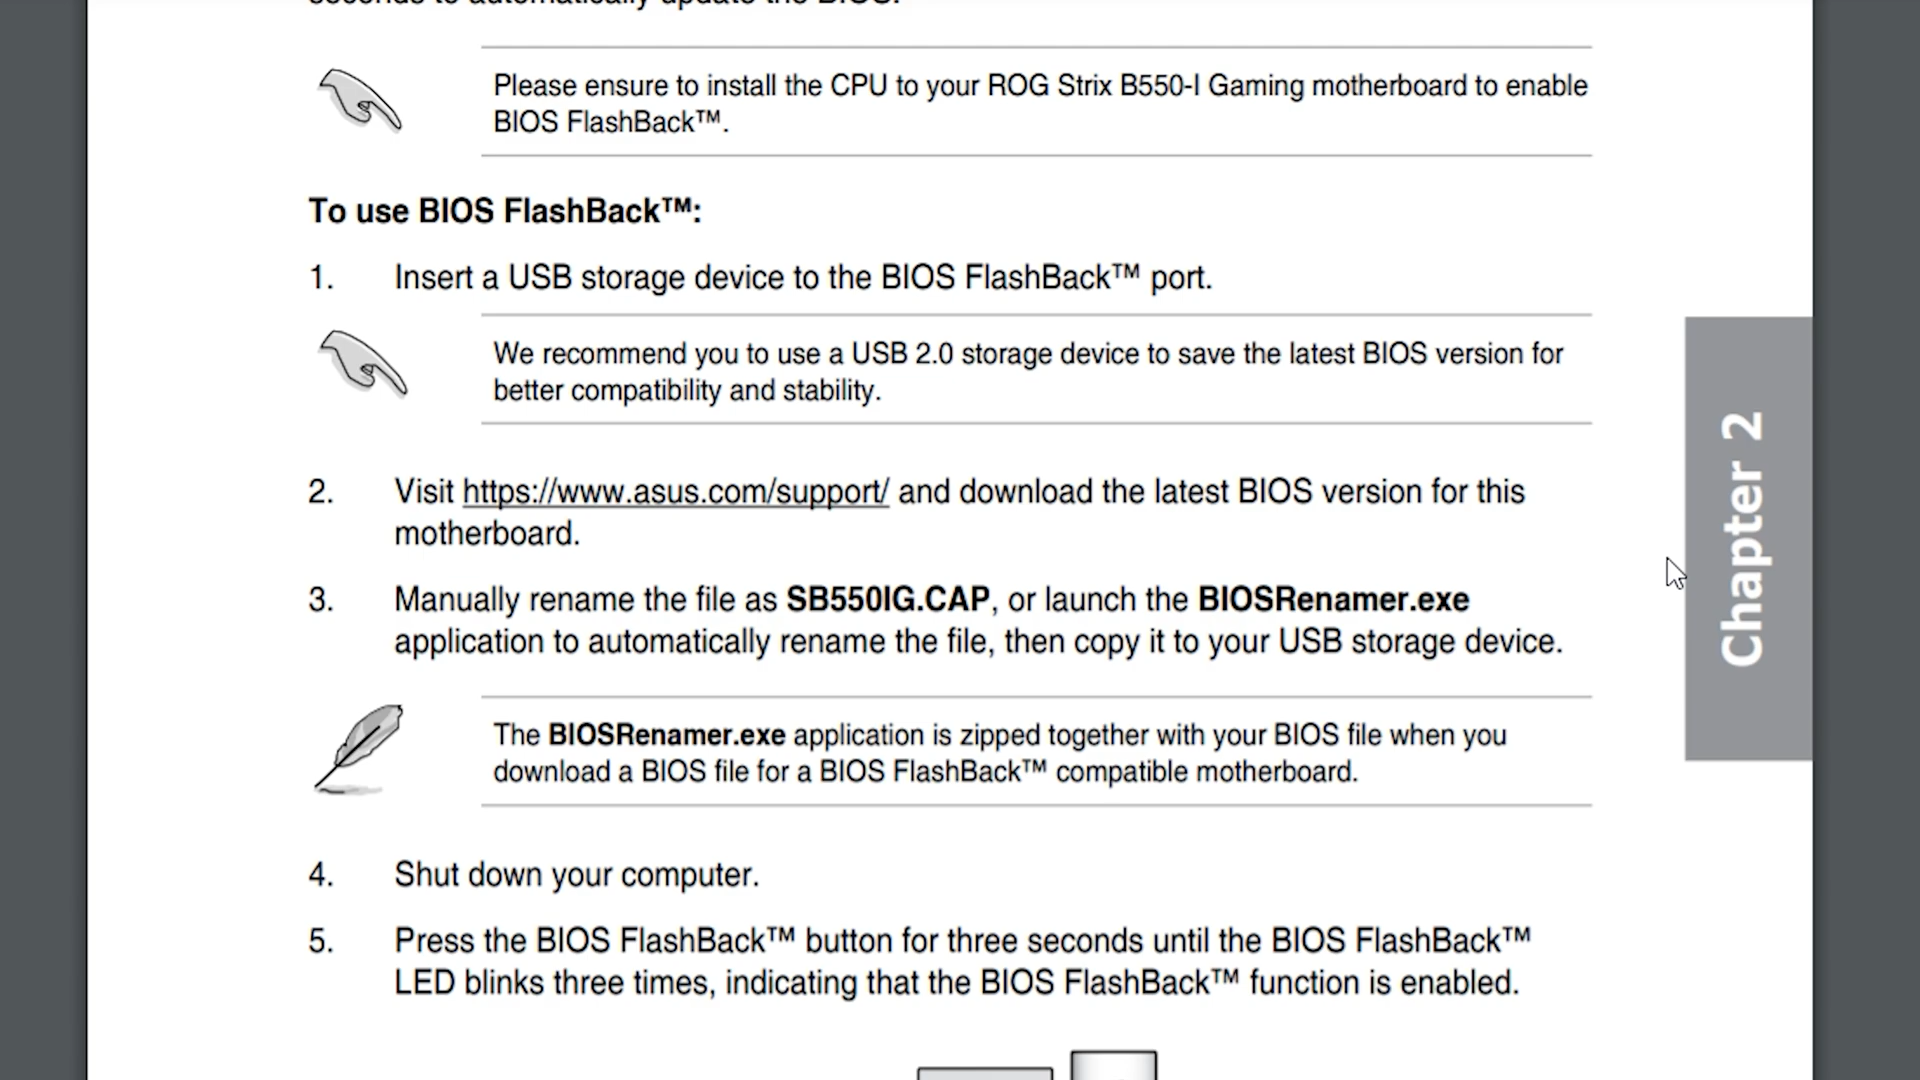 seconds to automatically update the BIOS.
Please ensure to install the CPU to your ROG Strix B550-I Gaming motherboard to enable
BIOS FlashBack™.
To use BIOS FlashBack™:
1. Insert a USB storage device to the BIOS FlashBack™ port.
We recommend you to use a USB 2.0 storage device to save the latest BIOS version for
better compatibility and stability.
2. Visit https://www.asus.com/support/ and download the latest BIOS version for this
motherboard.
3. Manually rename the file as SB550IG.CAP, or launch the BIOSRenamer.exe
application to automatically rename the file, then copy it to your USB storage device.
The BIOSRenamer.exe application is zipped together with your BIOS file when you
download a BIOS file for a BIOS FlashBack™ compatible motherboard.
4. Shut down your computer.
5. Press the BIOS FlashBack™ button for three seconds until the BIOS FlashBack™
LED blinks three times, indicating that the BIOS FlashBack™ function is enabled.
Chapter 2